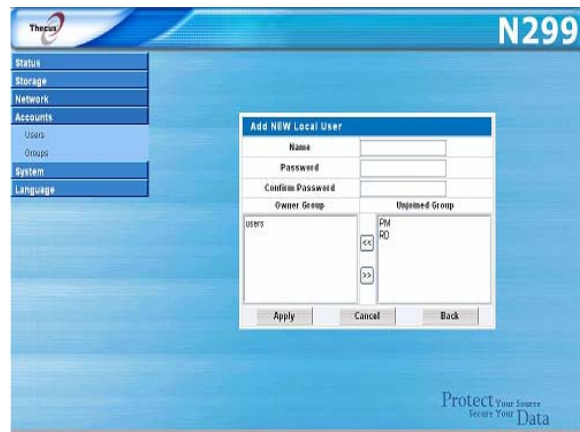 Thecus
N299
Status
Storage
Network
Accounts
Users
Groups
System
Language
Add NEW Local User
Name
Password
Confirm Password
Owner Group Unjoined Group
users
PM
RD
<<
>>
Apply Cancel Back
Protect Your Source
Secure Your Data